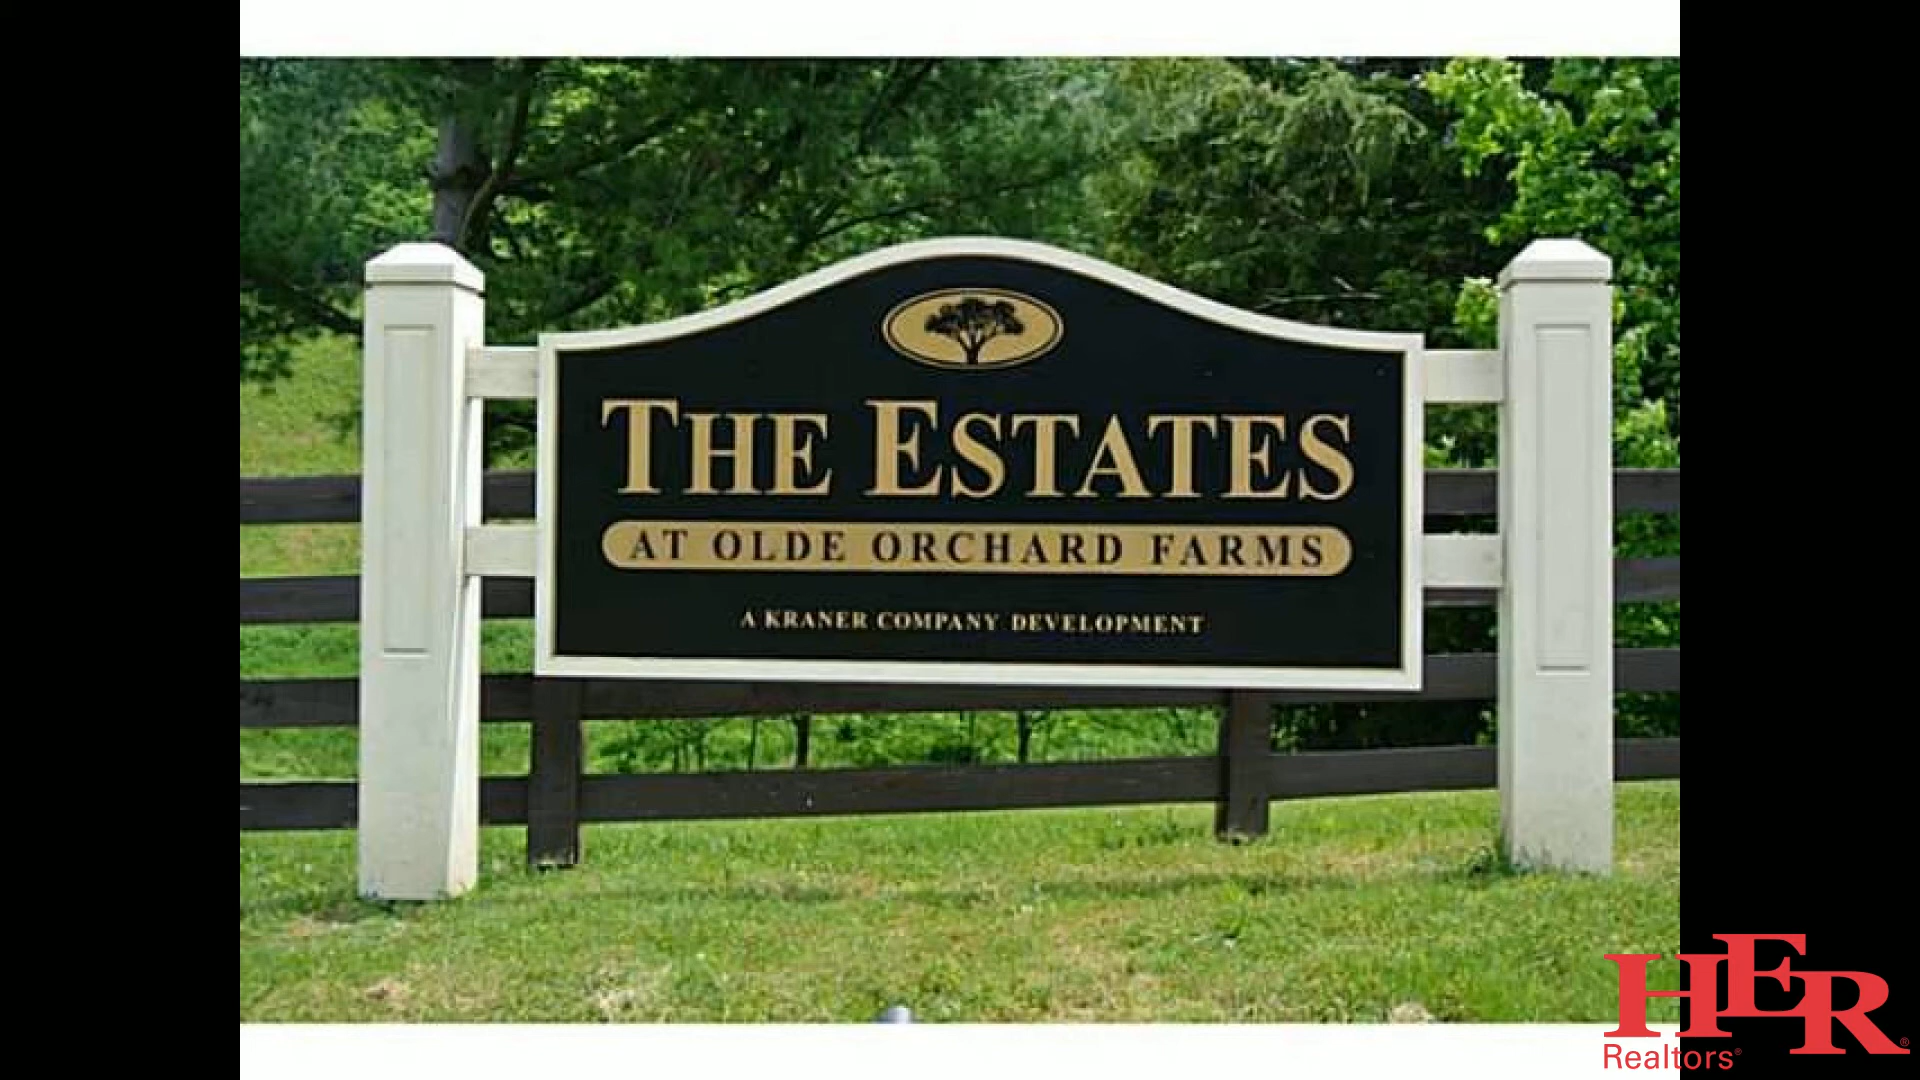 THE ESTATES
AT OLDE ORCHARD FARMS
A KRANER COMPANY DEVELOPMENT
HER
Realtors®